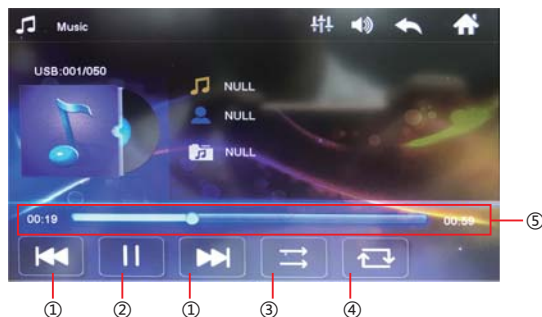 Music
USB:001/050
NULL
NULL
NULL
00:19 00:59 ⑤
① ② ① ③ ④